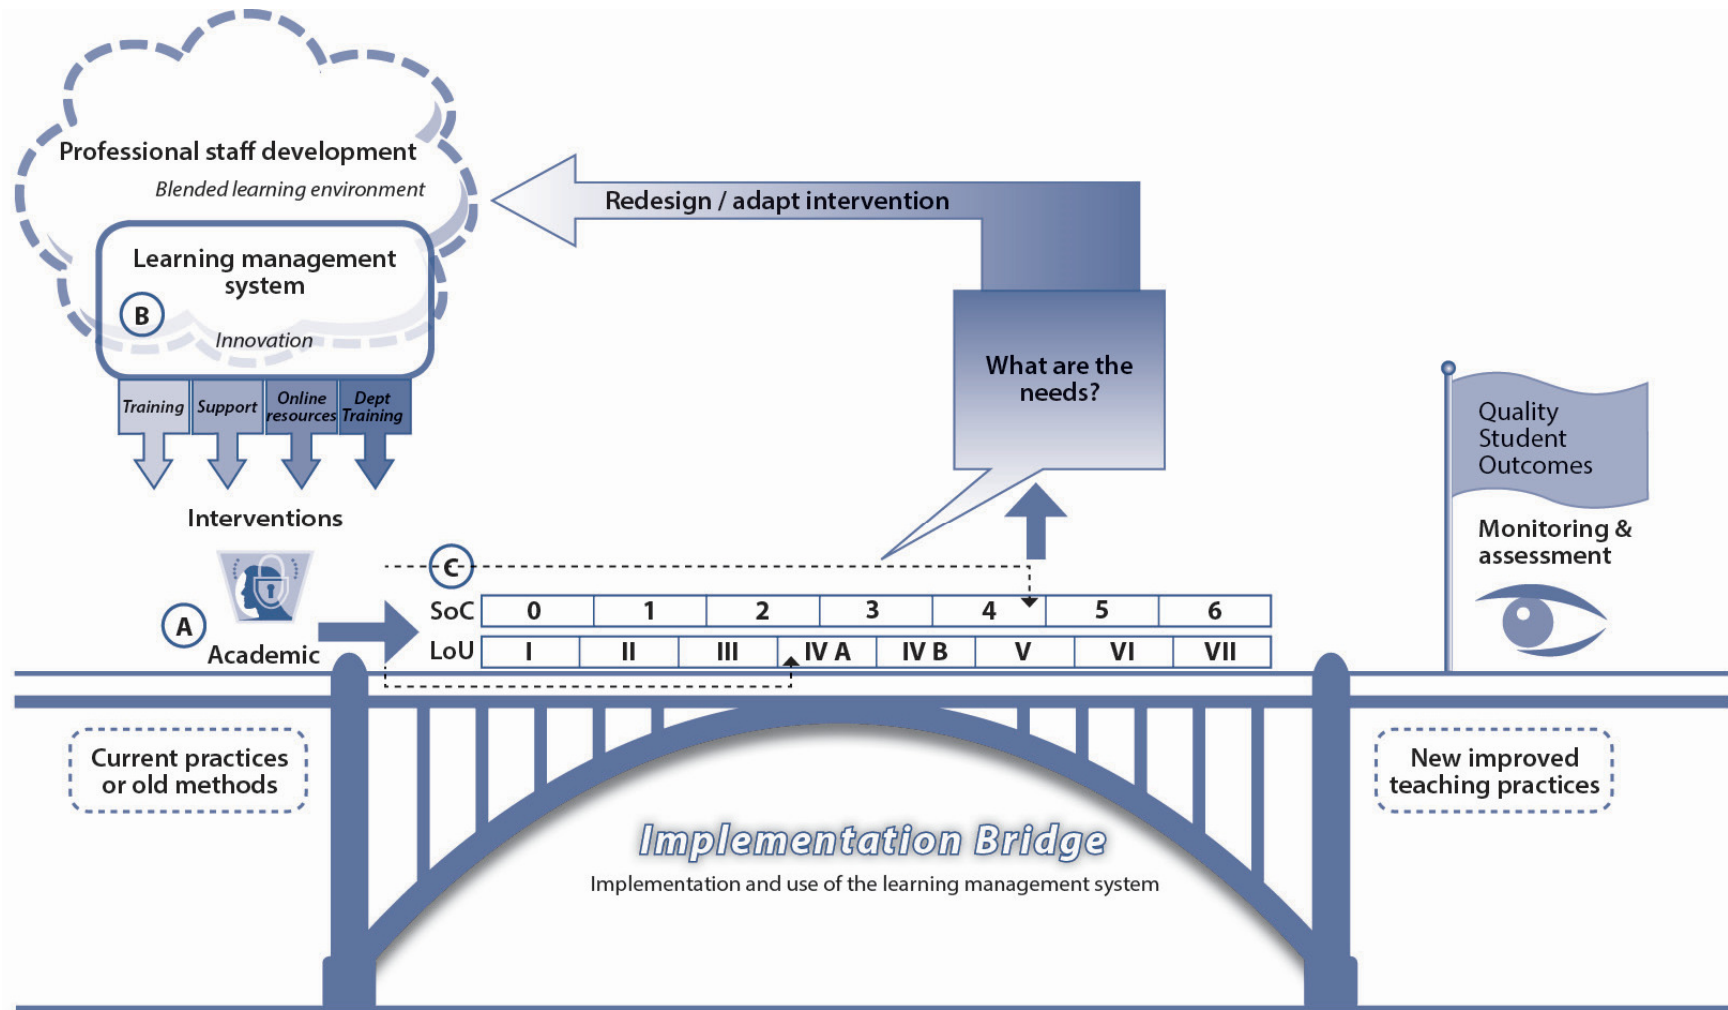 Professional staff development
Blended learning environment
Learning management
system
B
Innovation
Training
Support
Online
resources
Dept
Training
Interventions
A
Academic
Redesign / adapt intervention
What are the
needs?
C
SoC 0 1 2 3 4 5 6
LoU I II III IV A IV B V VI VII
Quality
Student
Outcomes
Monitoring &
assessment
Current practices
or old methods
Implementation Bridge
Implementation and use of the learning management system
New improved
teaching practices